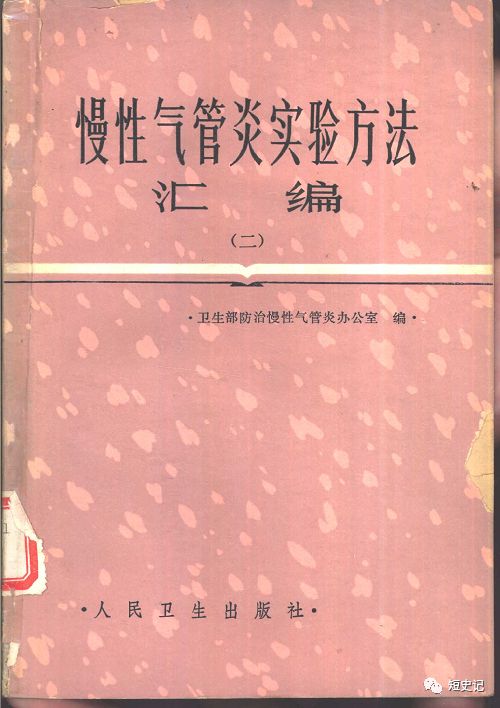 慢性气管炎实验方法
汇 编
（二）
·卫生部防治慢性气管炎办公室 编·
1
·人民卫生出版社·
短史记